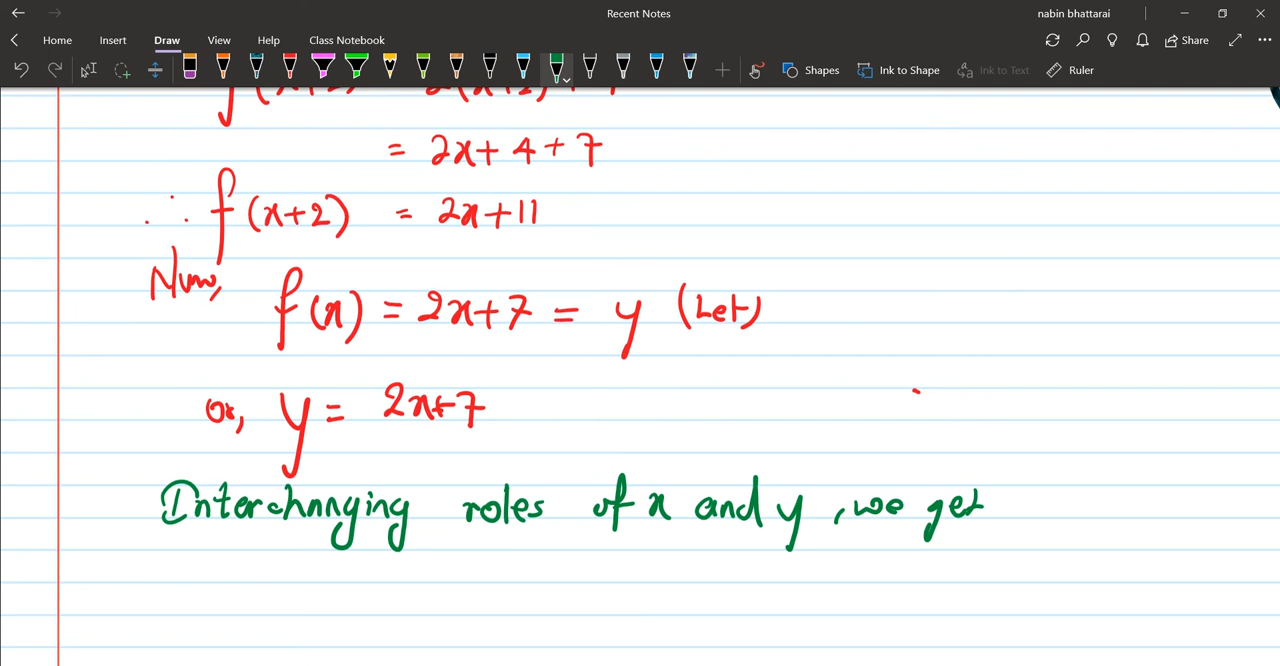 Recent Notes
nabin bhattarai
Home Insert Draw View Help Class Notebook
Share
Shapes Ink to Shape Ink to Text Ruler
= 2x + 4 + 7
∴ f(x+2) = 2x+11
Now,
f(x) = 2x+7 = y (Let)
or, y = 2x+7
Interchanging roles of x and y, we get